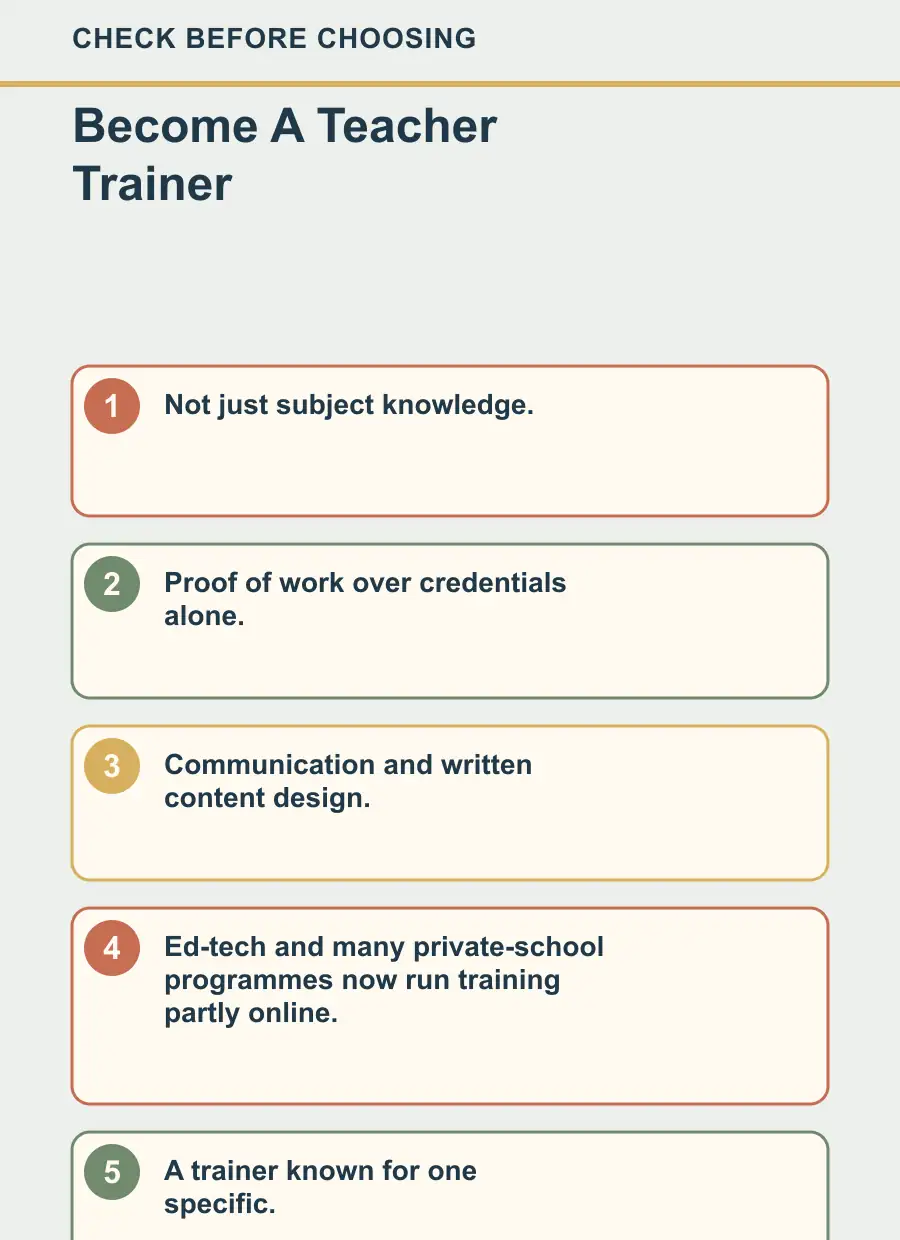 CHECK BEFORE CHOOSING
Become A Teacher
Trainer
1
Not just subject knowledge.
2
Proof of work over credentials
alone.
3
Communication and written
content design.
4
Ed-tech and many private-school
programmes now run training
partly online.
5
A trainer known for one
specific.